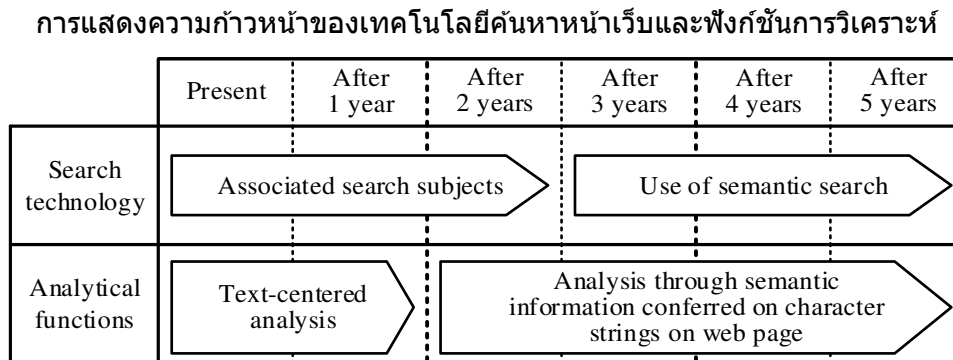 การแสดงความก้าวหน้าของเทคโนโลยีค้นหาหน้าเว็บและฟังก์ชันการวิเคราะห์
Present
After
1 year
After
2 years
After
3 years
After
4 years
After
5 years
Search
technology
Associated search subjects
Use of semantic search
Analytical
functions
Text-centered
analysis
Analysis through semantic
information conferred on character
strings on web page